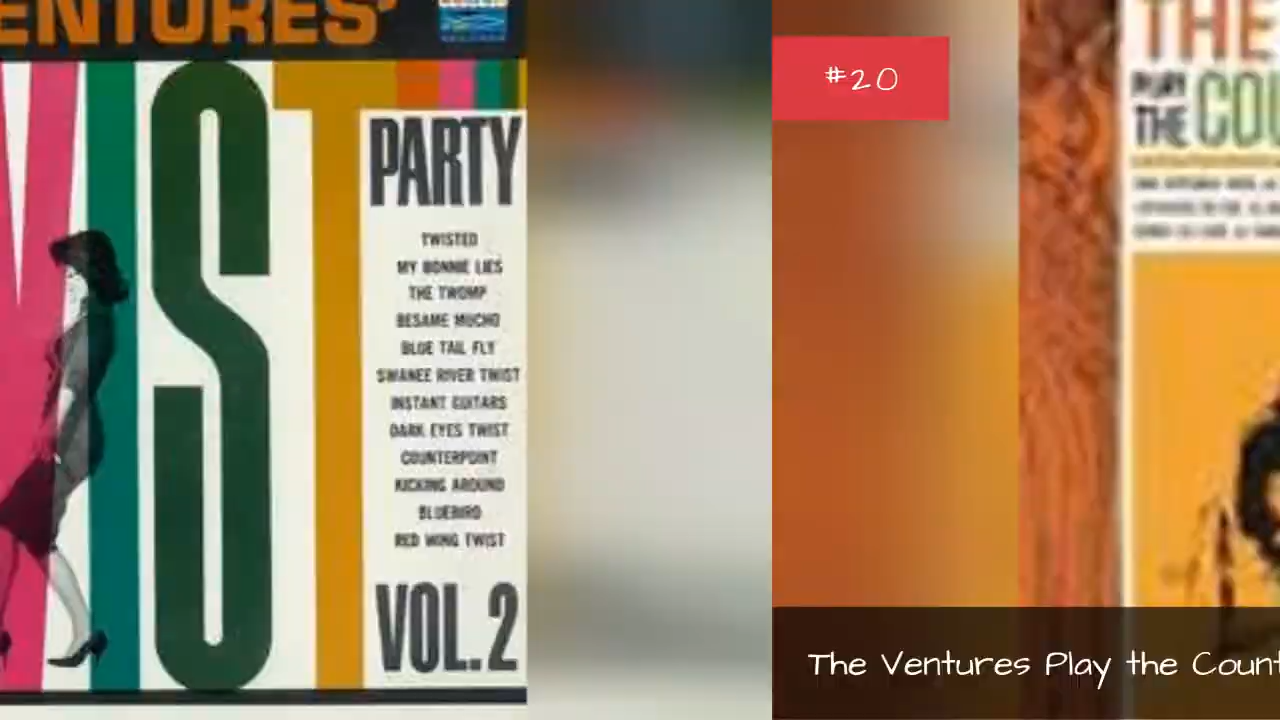 ENTURES'
IST
PARTY
TWISTED
MY BONNIE LIES
THE TWOMP
BESAME MUCHO
BLUE TAIL FLY
SWANEE RIVER TWIST
INSTANT GUITARS
DARK EYES TWIST
COUNTERPOINT
KICKING AROUND
BLUEBIRD
RED WING TWIST
VOL.2
#20
THE
PLAY
THE COU
The Ventures Play the Count